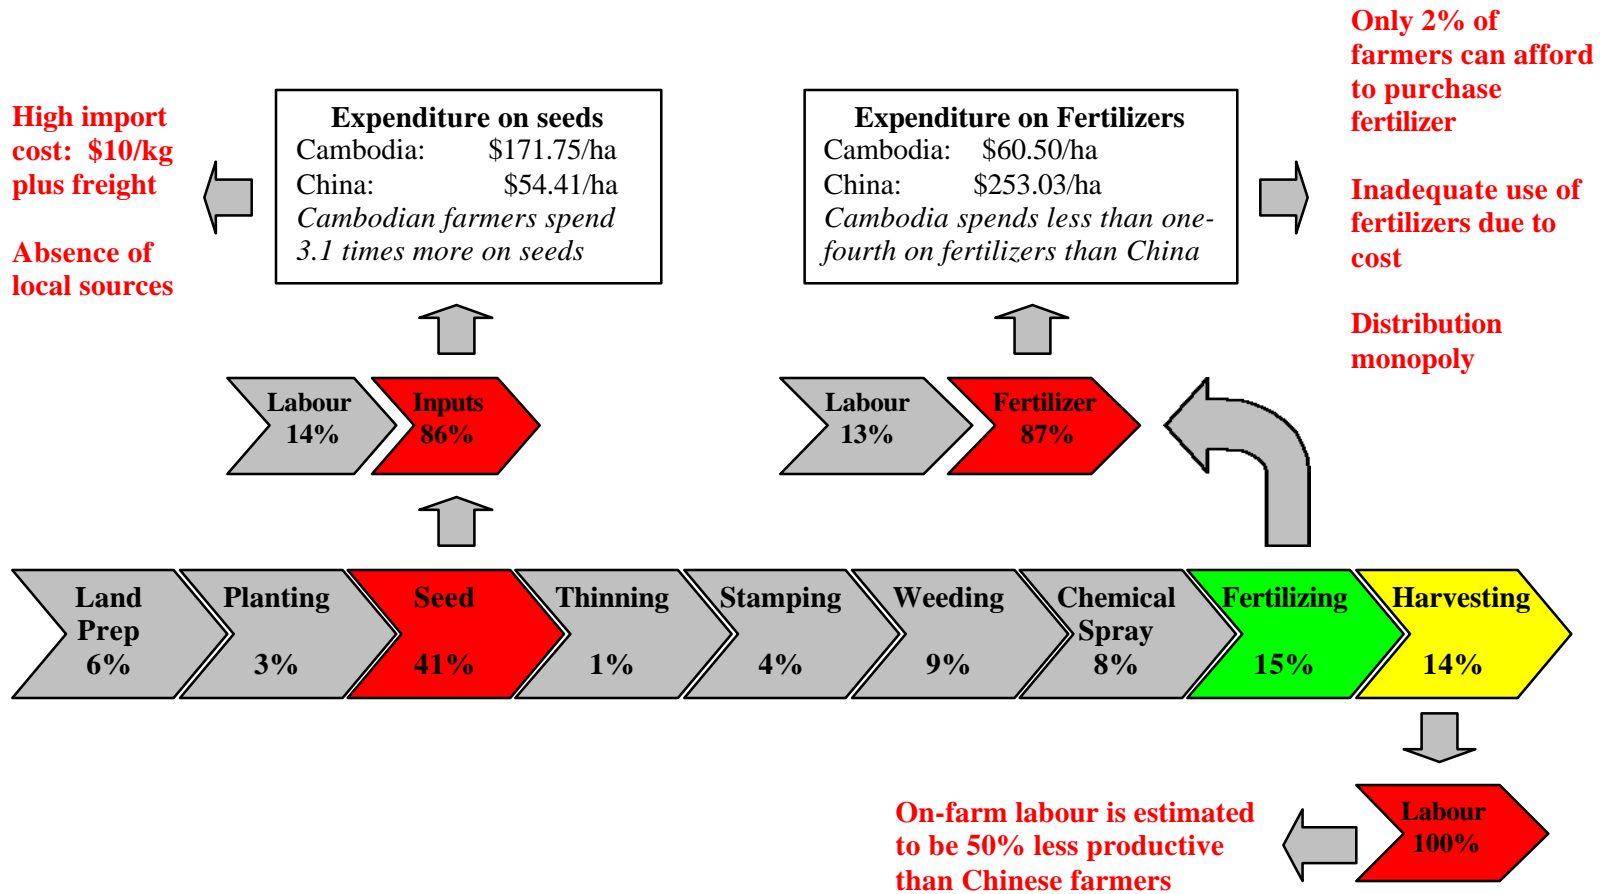 Only 2% of
farmers can afford
to purchase
fertilizer
Inadequate use of
fertilizers due to
cost
Distribution
monopoly
High import
cost: $10/kg
plus freight
Absence of
local sources
Expenditure on seeds
Cambodia: $171.75/ha
China: $54.41/ha
Cambodian farmers spend
3.1 times more on seeds
Expenditure on Fertilizers
Cambodia: $60.50/ha
China: $253.03/ha
Cambodia spends less than one-
fourth on fertilizers than China
Labour
14%
Inputs
86%
Labour
13%
Fertilizer
87%
Land
Prep
6%
Planting
3%
Seed
41%
Thinning
1%
Stamping
4%
Weeding
9%
Chemical
Spray
8%
Fertilizing
15%
Harvesting
14%
On-farm labour is estimated
to be 50% less productive
than Chinese farmers
Labour
100%